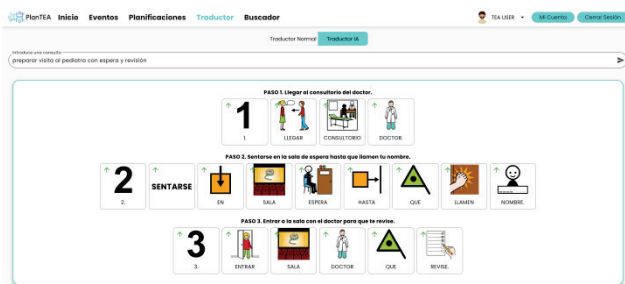 PlanTEA Inicio Eventos Planificaciones Traductor Buscador TEA USER Mi Cuenta Cerrar Sesión
Traductor Normal Traductor IA
Introduce una consulta
preparar visita al pediatra con espera y revisión
PASO 1. Llegar al consultorio del doctor.
1
1. LLEGAR CONSULTORIO DOCTOR.
PASO 2. Sentarse en la sala de espera hasta que llamen tu nombre.
2 SENTARSE
2. EN SALA ESPERA HASTA QUE LLAMEN NOMBRE.
PASO 3. Entrar a la sala con el doctor para que te revise.
3
3. ENTRAR SALA DOCTOR QUE REVISE.